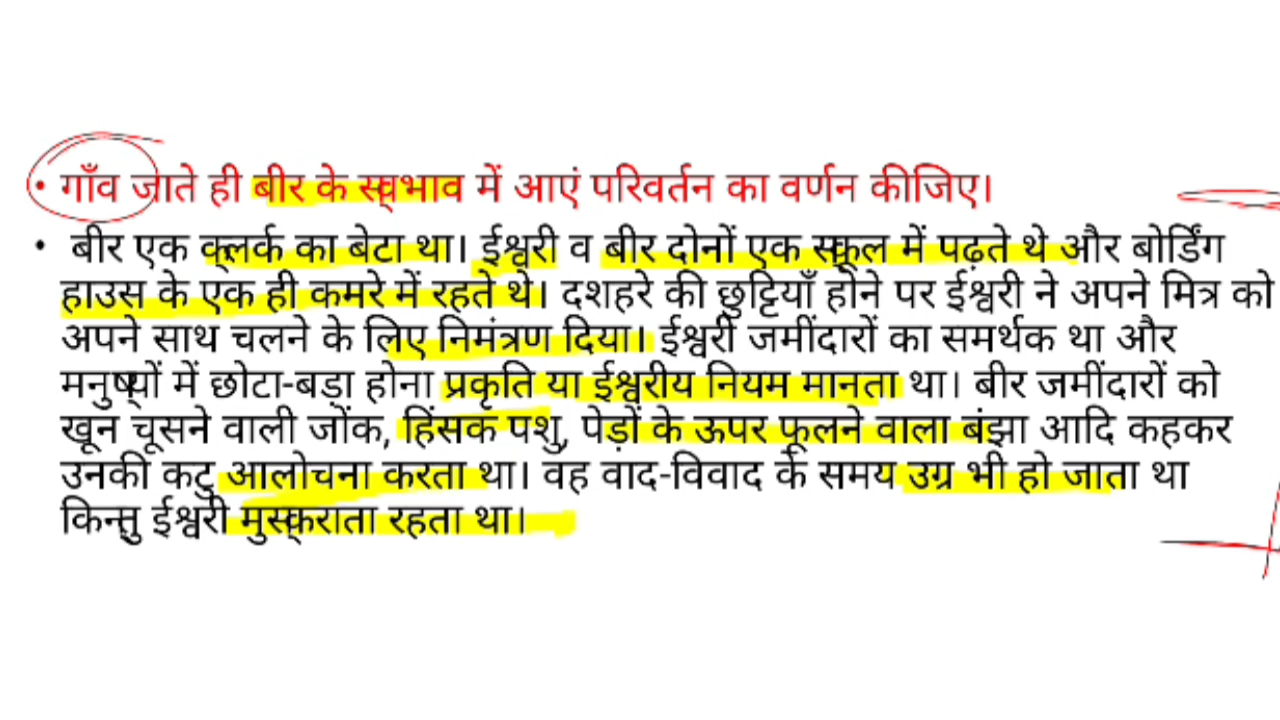 • गाँव जाते ही बीर के स्वभाव में आएं परिवर्तन का वर्णन कीजिए।
• बीर एक क्लर्क का बेटा था। ईश्वरी व बीर दोनों एक स्कूल में पढ़ते थे और बोर्डिंग
हाउस के एक ही कमरे में रहते थे। दशहरे की छुट्टियाँ होने पर ईश्वरी ने अपने मित्र को
अपने साथ चलने के लिए निमंत्रण दिया। ईश्वरी जमींदारों का समर्थक था और
मनुष्यों में छोटा-बड़ा होना प्रकृति या ईश्वरीय नियम मानता था। बीर जमींदारों को
खून चूसने वाली जोंक, हिंसक पशु, पेड़ों के ऊपर फूलने वाला बंझा आदि कहकर
उनकी कटु आलोचना करता था। वह वाद-विवाद के समय उग्र भी हो जाता था
किन्तु ईश्वरी मुस्कराता रहता था।